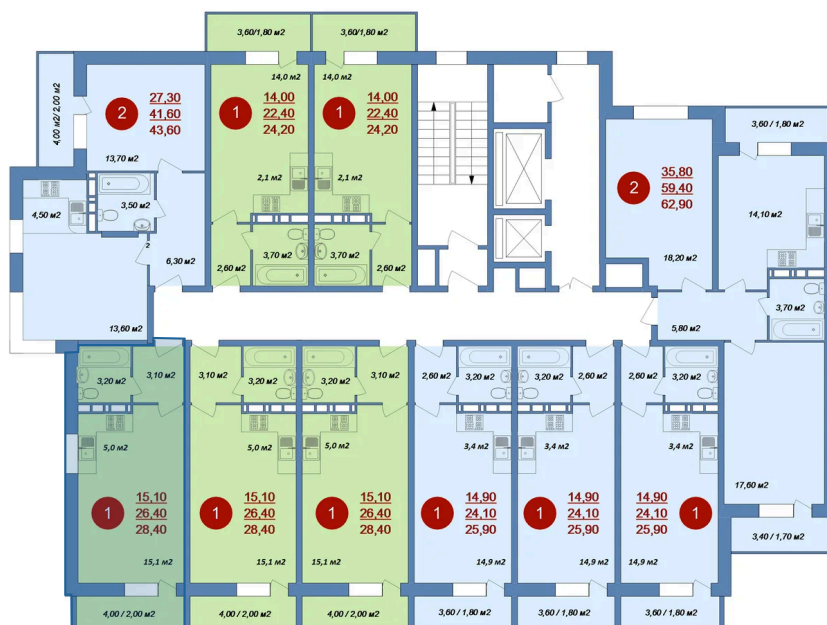 3,60/1,80 м2
3,60/1,80 м2
4,00 м2/ 2,00 м2
2
27,30
41,60
43,60
13,70 м2
14,0 м2
1
14,00
22,40
24,20
2,1 м2
14,0 м2
1
14,00
22,40
24,20
2,1 м2
3,60 / 1,80 м2
2
35,80
59,40
62,90
18,20 м2
14,10 м2
4,50 м2
3,50 м2
2
6,30 м2
13,60 м2
3,70 м2
2,60 м2
3,70 м2
2,60 м2
3,70 м2
5,80 м2
17,60 м2
3,40 / 1,70 м2
3,20 м2
3,10 м2
3,10 м2
3,20 м2
3,20 м2
3,10 м2
2,60 м2
3,20 м2
3,20 м2
2,60 м2
2,60 м2
3,20 м2
5,0 м2
5,0 м2
5,0 м2
3,4 м2
3,4 м2
3,4 м2
1
15,10
26,40
28,40
1
15,10
26,40
28,40
1
15,10
26,40
28,40
1
14,90
24,10
25,90
1
14,90
24,10
25,90
14,90
24,10
25,90
1
15,1 м2
15,1 м2
15,1 м2
14,9 м2
14,9 м2
14,9 м2
4,00 / 2,00 м2
4,00 / 2,00 м2
4,00 / 2,00 м2
3,60 / 1,80 м2
3,60 / 1,80 м2
3,60 / 1,80 м2